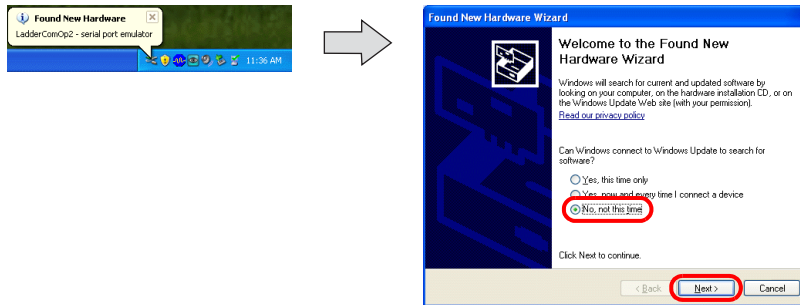 Found New Hardware
LadderComOp2 - serial port emulator
11:36 AM
Found New Hardware Wizard
Welcome to the Found New
Hardware Wizard
Windows will search for current and updated software by
looking on your computer, on the hardware installation CD, or on
the Windows Update Web site (with your permission).
Read our privacy policy
Can Windows connect to Windows Update to search for
software?
Yes, this time only
Yes, now and every time I connect a device
No, not this time
Click Next to continue.
< Back
Next >
Cancel